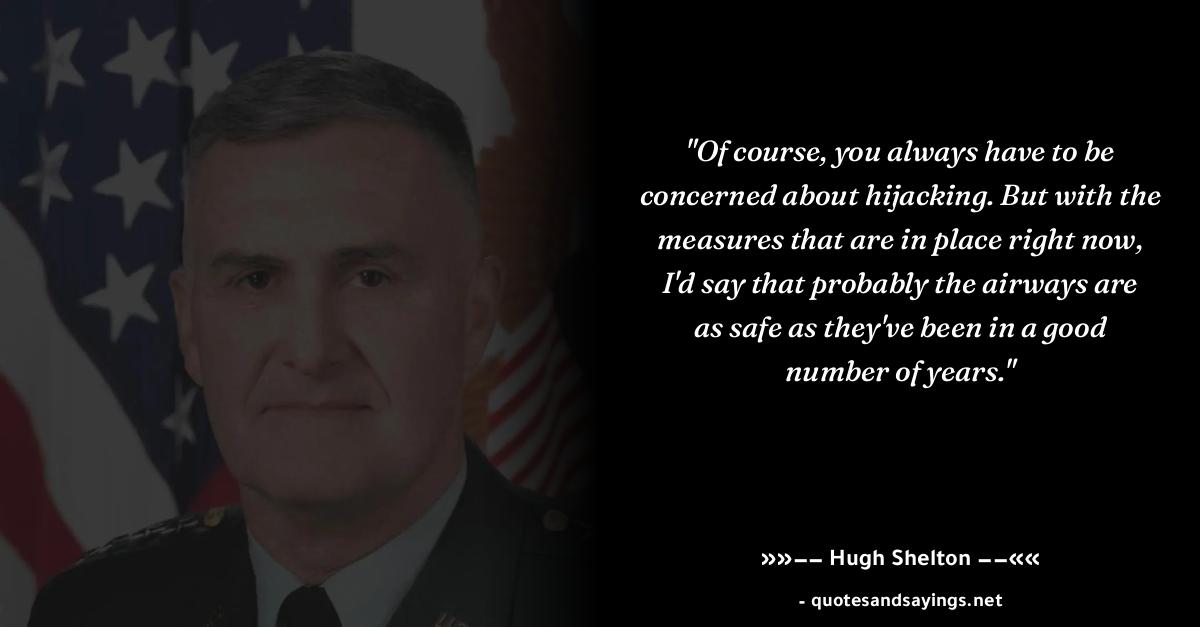 "Of course, you always have to be
concerned about hijacking. But with the
measures that are in place right now,
I'd say that probably the airways are
as safe as they've been in a good
number of years."
»»–– Hugh Shelton ––««
- quotesandsayings.net